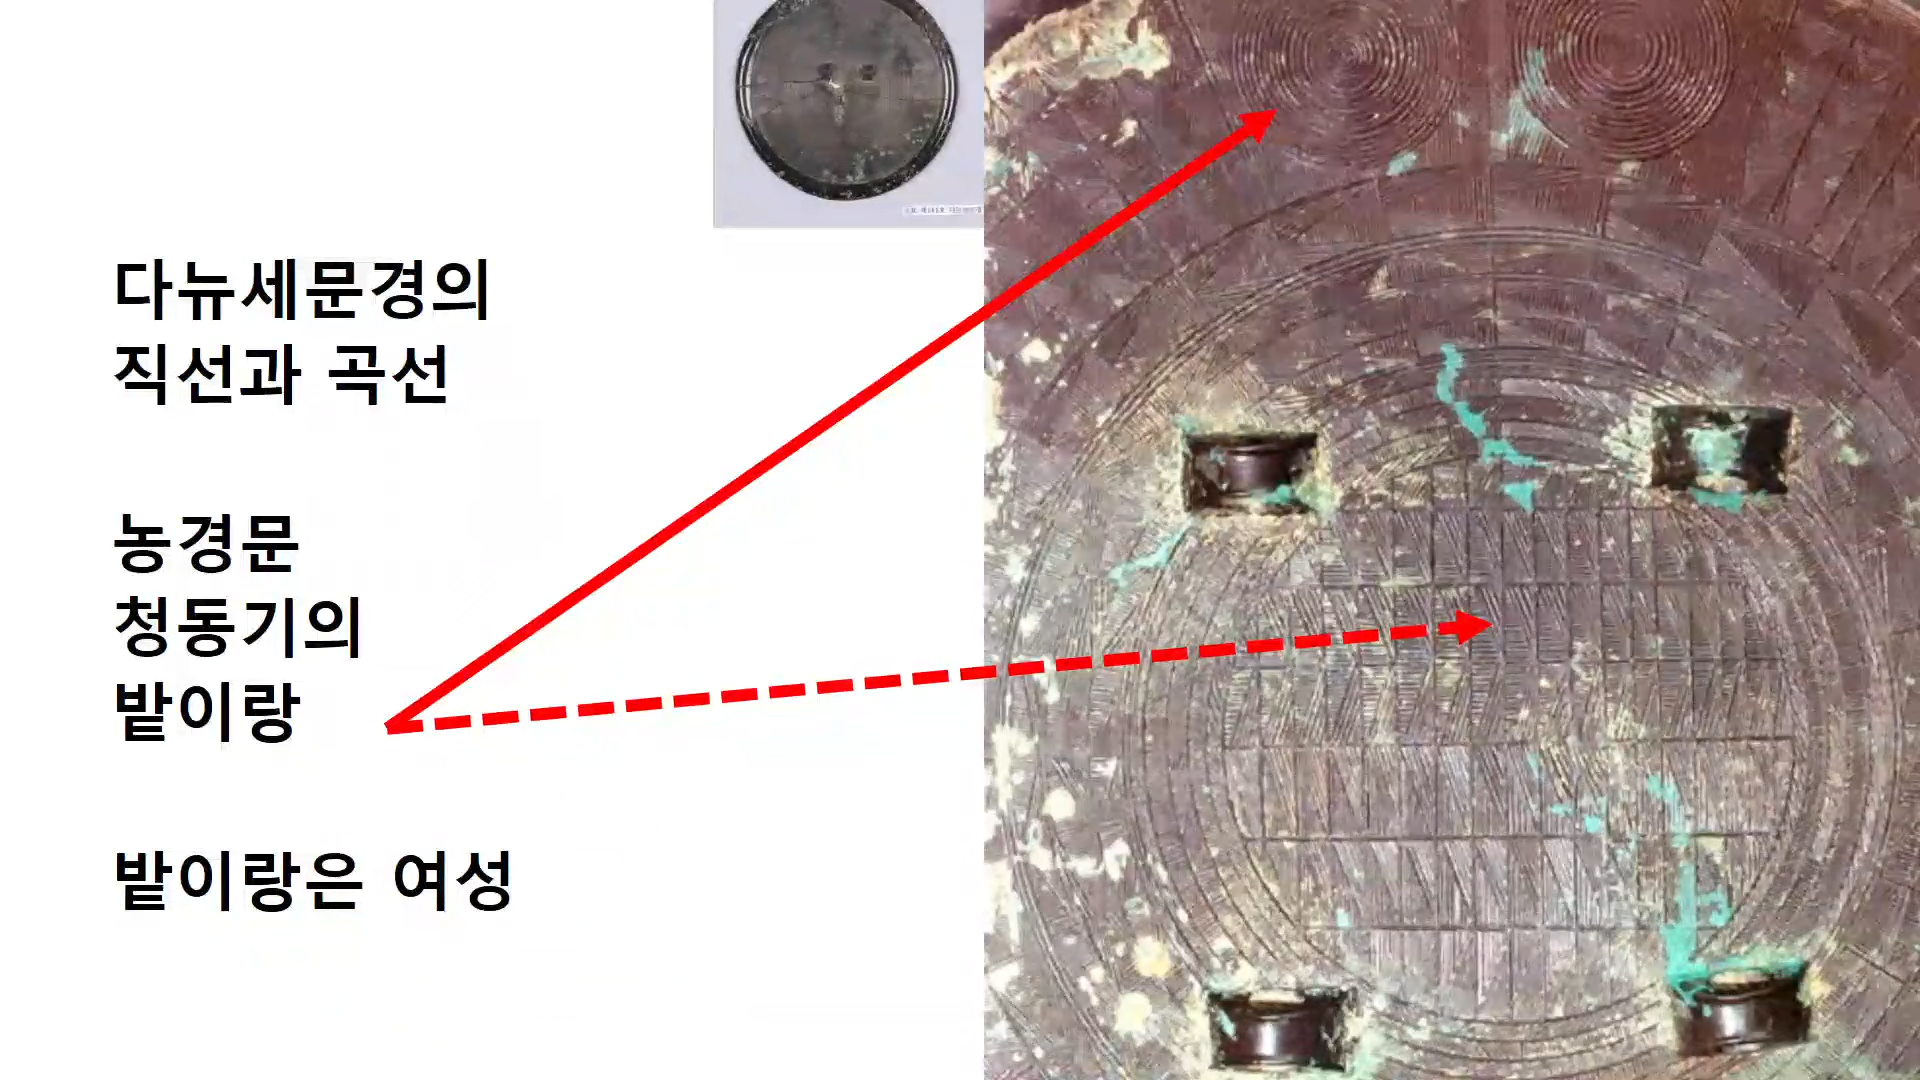 다뉴세문경의
직선과 곡선
농경문
청동기의
밭이랑
밭이랑은 여성